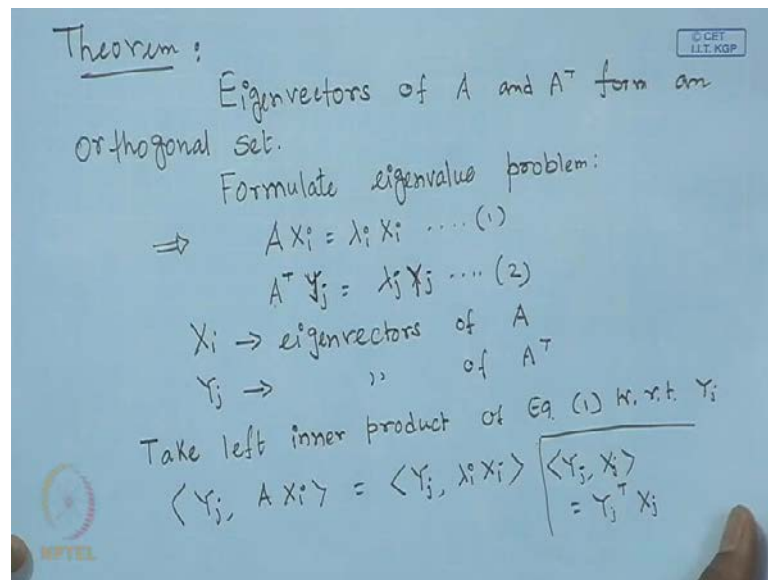 Theorem :
© CET
I.I.T. KGP
Eigenvectors of A and Aᵀ form an
orthogonal set.
Formulate eigenvalue problem:
⇒ A Xi = λi Xi .... (1)
Aᵀ Yj = λj Yj .... (2)
Xi → eigenvectors of A
Yj → ,, of Aᵀ
Take left inner product of Eq. (1) w.r.t. Yj
⟨Yj, A Xi⟩ = ⟨Yj, λi Xi⟩
⟨Yj, Xj⟩
= Yjᵀ Xj
NPTEL